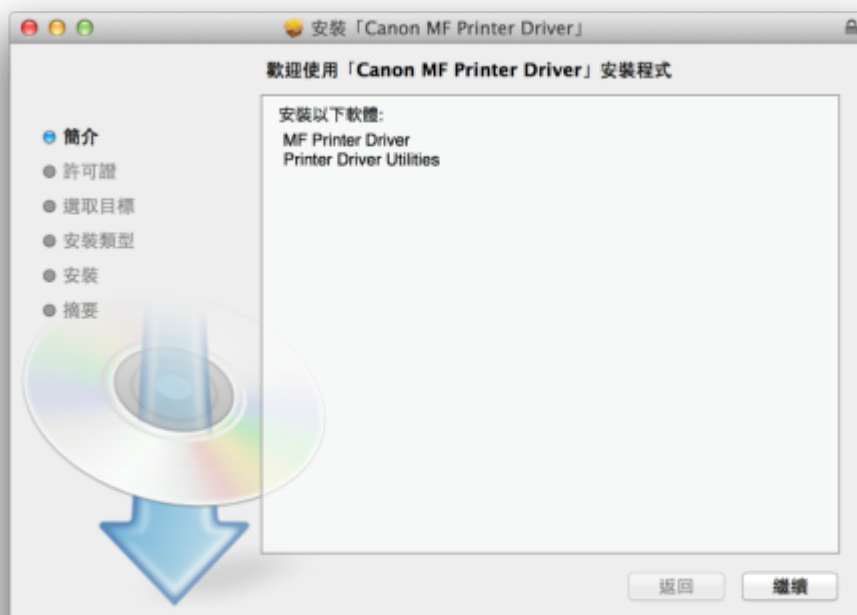 安裝「Canon MF Printer Driver」
歡迎使用「Canon MF Printer Driver」安裝程式
簡介
許可證
選取目標
安裝類型
安裝
摘要
安裝以下軟體:
MF Printer Driver
Printer Driver Utilities
返回
繼續